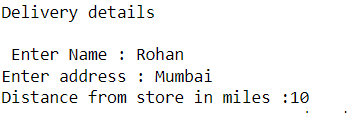 Delivery details
Enter Name : Rohan
Enter address : Mumbai
Distance from store in miles :10